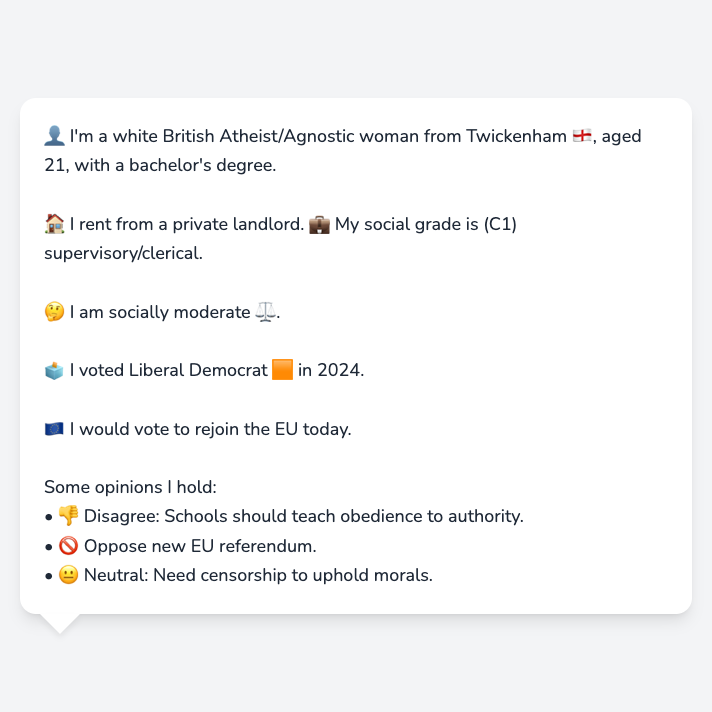 👤 I'm a white British Atheist/Agnostic woman from Twickenham 🏴󠁧󠁢󠁥󠁮󠁧󠁿, aged
21, with a bachelor's degree.
🏠 I rent from a private landlord. 💼 My social grade is (C1)
supervisory/clerical.
🤔 I am socially moderate ⚖️.
🗳️ I voted Liberal Democrat 🟧 in 2024.
🇪🇺 I would vote to rejoin the EU today.
Some opinions I hold:
• 👎 Disagree: Schools should teach obedience to authority.
• 🚫 Oppose new EU referendum.
• 😐 Neutral: Need censorship to uphold morals.